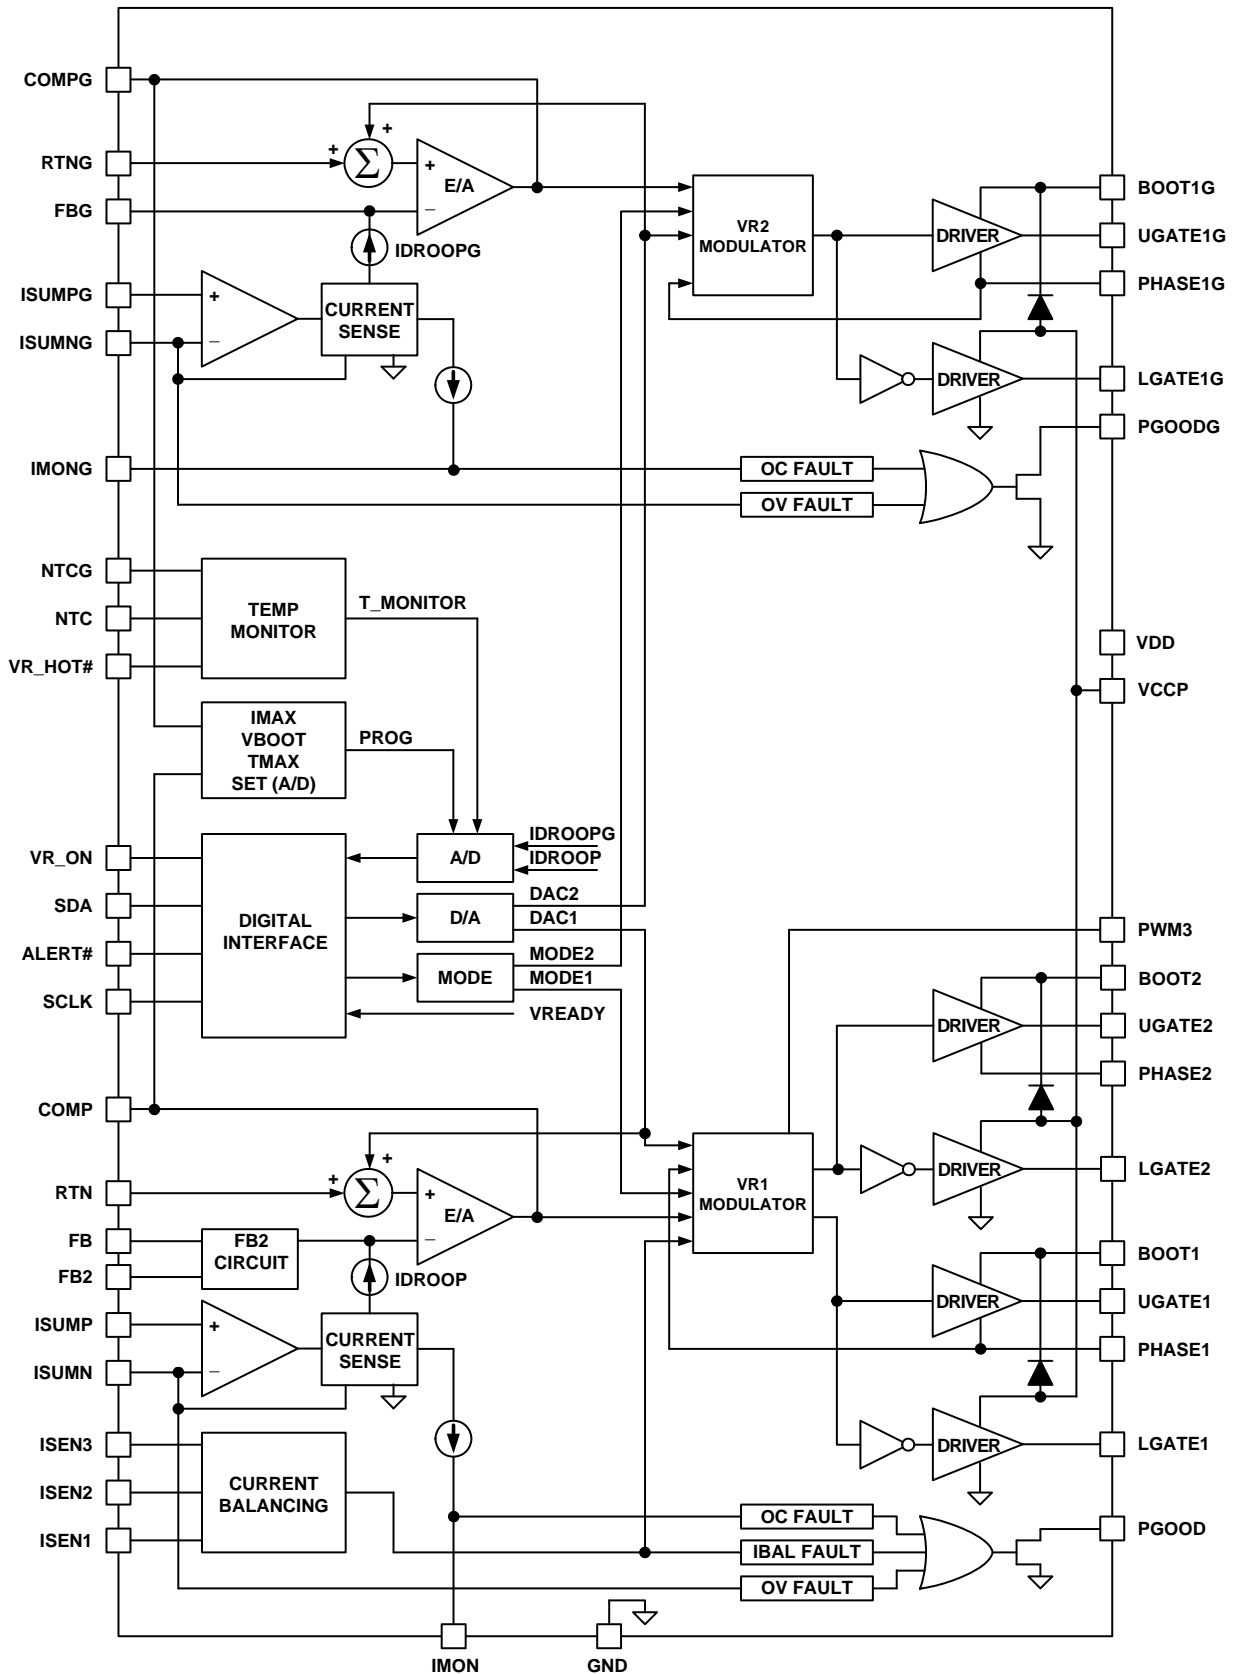 COMPG
RTNG
+
+
Σ
+
E/A
−
FBG
IDROOPG
ISUMPG
+
CURRENT
SENSE
ISUMNG
−
VR2
MODULATOR
DRIVER
BOOT1G
UGATE1G
PHASE1G
DRIVER
LGATE1G
PGOODG
IMONG
OC FAULT
OV FAULT
NTCG
NTC
VR_HOT#
TEMP
MONITOR
T_MONITOR
VDD
VCCP
IMAX
VBOOT
TMAX
SET (A/D)
PROG
VR_ON
SDA
ALERT#
SCLK
DIGITAL
INTERFACE
A/D
IDROOPG
IDROOP
D/A
DAC2
DAC1
MODE
MODE2
MODE1
VREADY
PWM3
BOOT2
DRIVER
UGATE2
PHASE2
COMP
RTN
+
+
Σ
+
E/A
−
VR1
MODULATOR
DRIVER
LGATE2
FB
FB2
FB2
CIRCUIT
IDROOP
BOOT1
DRIVER
UGATE1
PHASE1
ISUMP
+
CURRENT
SENSE
ISUMN
−
ISEN3
ISEN2
ISEN1
CURRENT
BALANCING
DRIVER
LGATE1
OC FAULT
IBAL FAULT
OV FAULT
PGOOD
IMON
GND